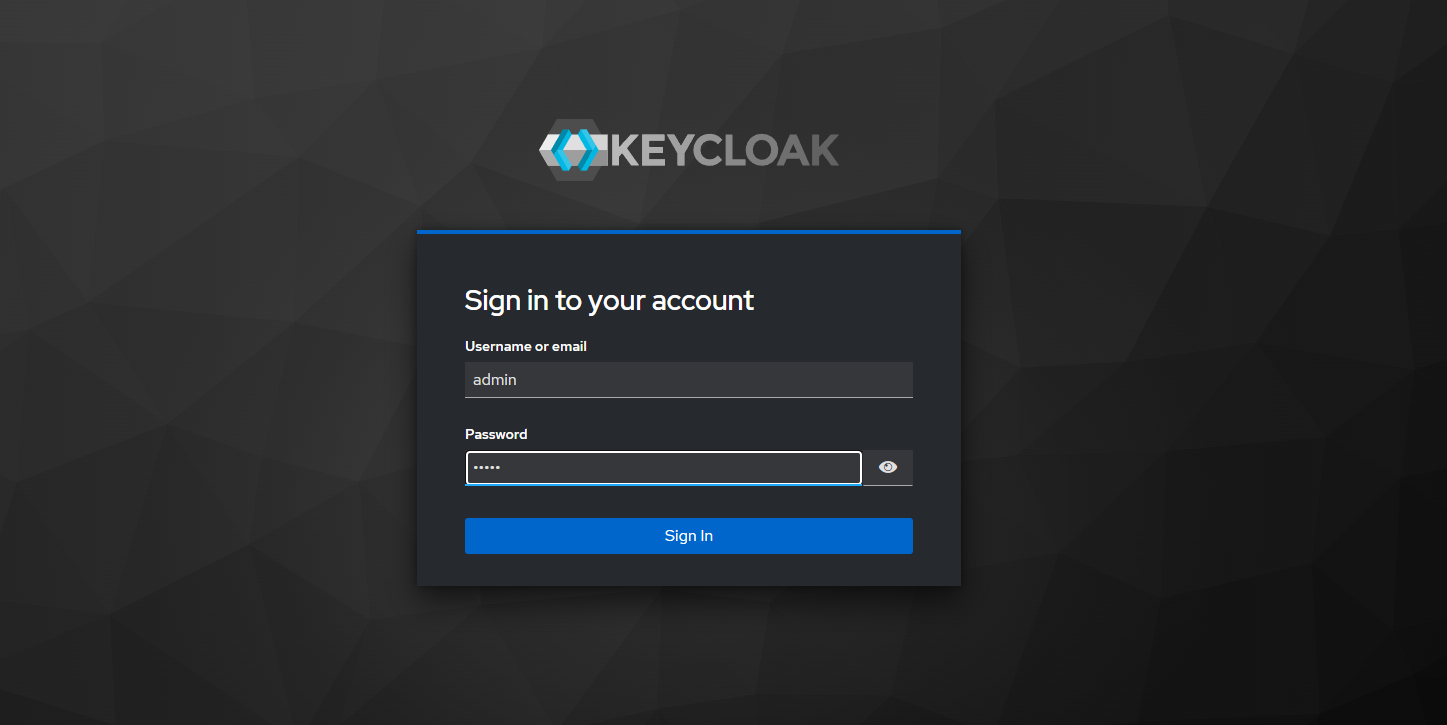 KEYCLOAK
Sign in to your account
Username or email
admin
Password
•••••
Sign In